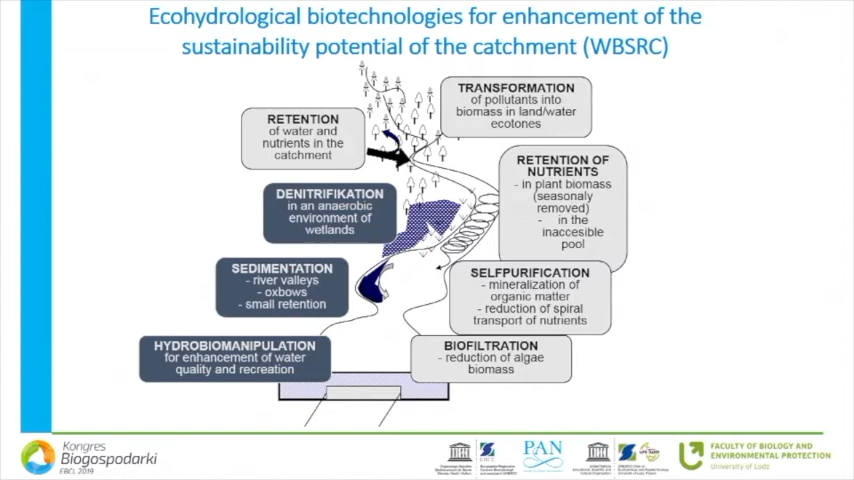 Ecohydrological biotechnologies for enhancement of the
sustainability potential of the catchment (WBSRC)
TRANSFORMATION
of pollutants into
biomass in land/water
ecotones
RETENTION
of water and
nutrients in the
catchment
RETENTION OF
NUTRIENTS
- in plant biomass
(seasonaly
removed)
- in the
inaccesible
pool
DENITRIFIKATION
in an anaerobic
environment of
wetlands
SEDIMENTATION
- river valleys
- oxbows
- small retention
SELFPURIFICATION
- mineralization of
organic matter
- reduction of spiral
transport of nutrients
HYDROBIOMANIPULATION
for enhancement of water
quality and recreation
BIOFILTRATION
- reduction of algae
biomass
Kongres
Biogospodarki
EBCL 2019
PAN
FACULTY OF BIOLOGY AND
ENVIRONMENTAL PROTECTION
University of Lodz